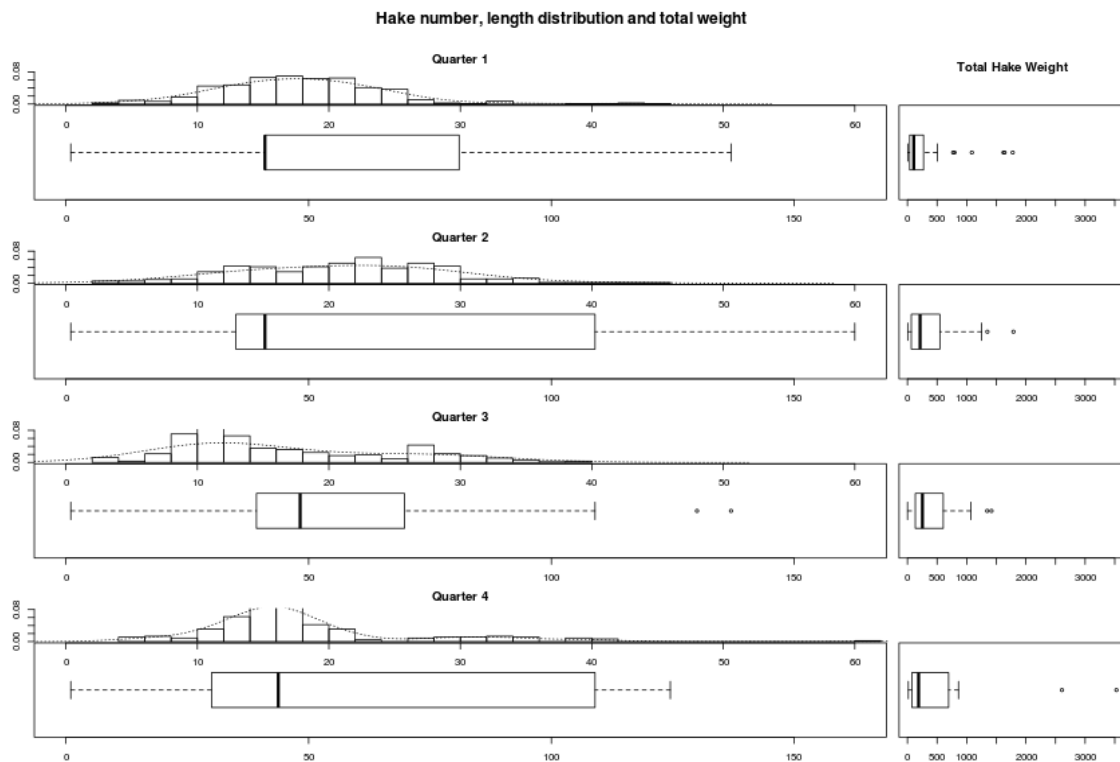 Hake number, length distribution and total weight
Quarter 1
Total Hake Weight
0.00 0.08
0 10 20 30 40 50 60
0 50 100 150
0 500 1000 2000 3000
Quarter 2
0.00 0.08
0 10 20 30 40 50 60
0 50 100 150
0 500 1000 2000 3000
Quarter 3
0.00 0.08
0 10 20 30 40 50 60
0 50 100 150
0 500 1000 2000 3000
Quarter 4
0.00 0.08
0 10 20 30 40 50 60
0 50 100 150
0 500 1000 2000 3000